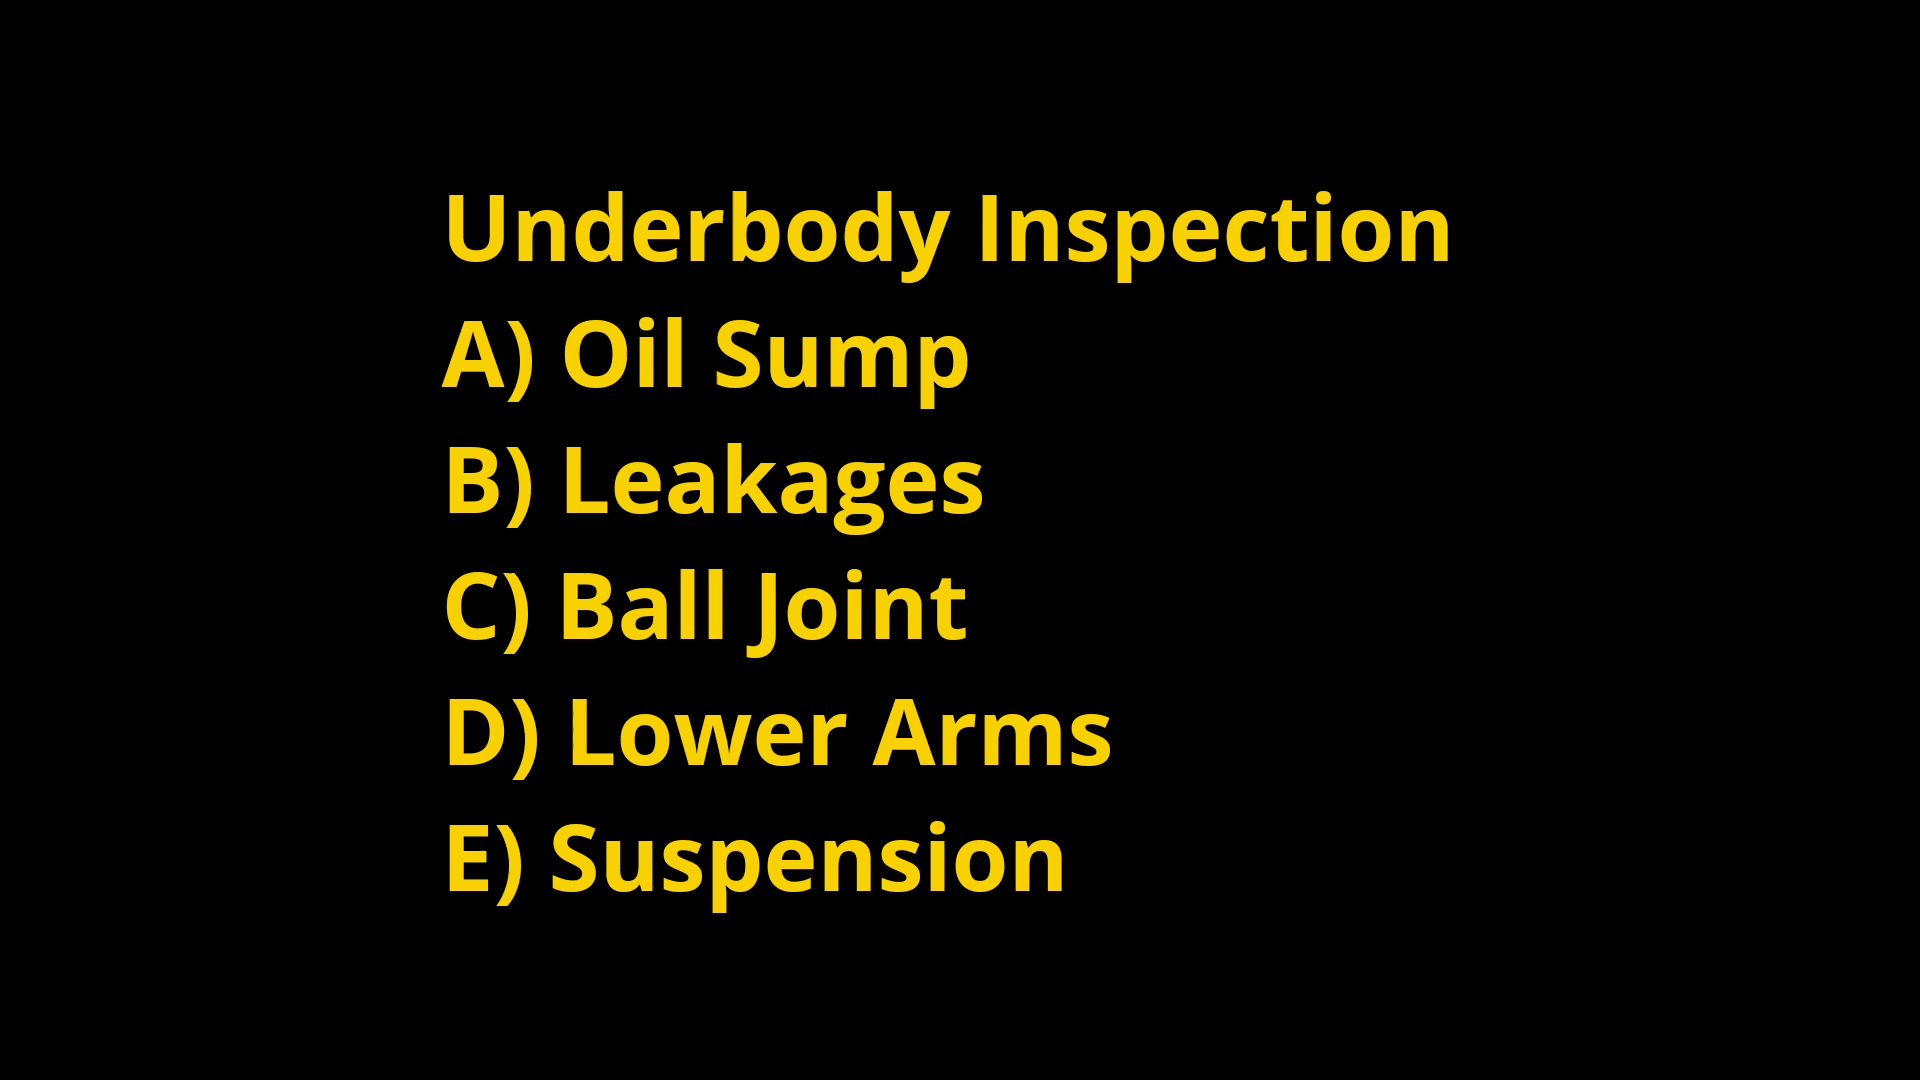 Underbody Inspection
A) Oil Sump
B) Leakages
C) Ball Joint
D) Lower Arms
E) Suspension